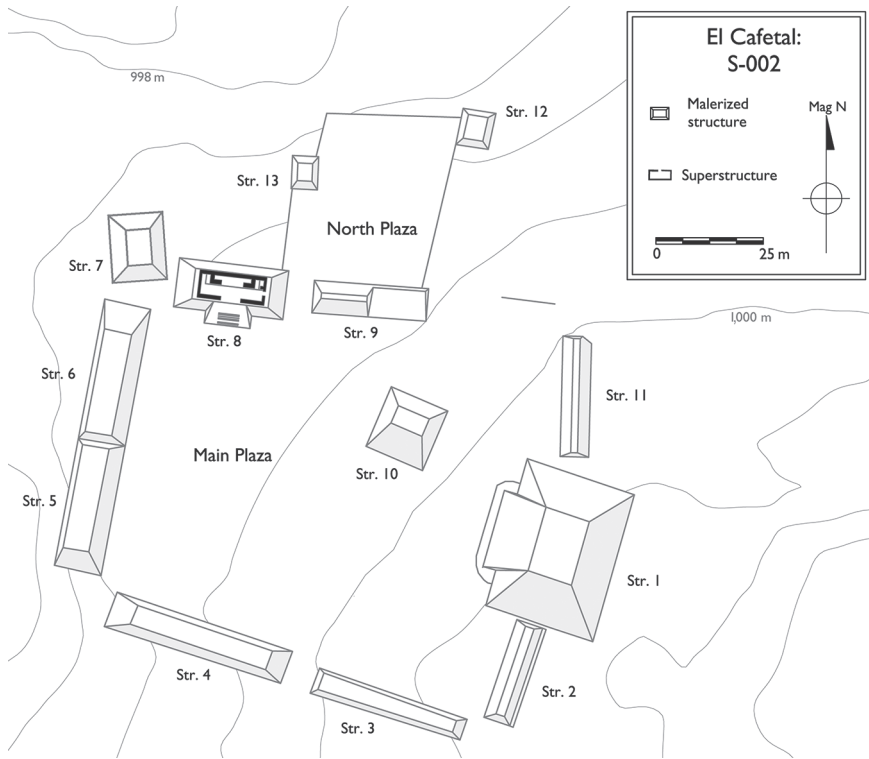 El Cafetal:
S-002
Malerized
structure
Mag N
Superstructure
0
25 m
998 m
Str. 12
Str. 13
North Plaza
Str. 7
1,000 m
Str. 8
Str. 9
Str. 6
Str. 11
Main Plaza
Str. 10
Str. 5
Str. 1
Str. 4
Str. 2
Str. 3